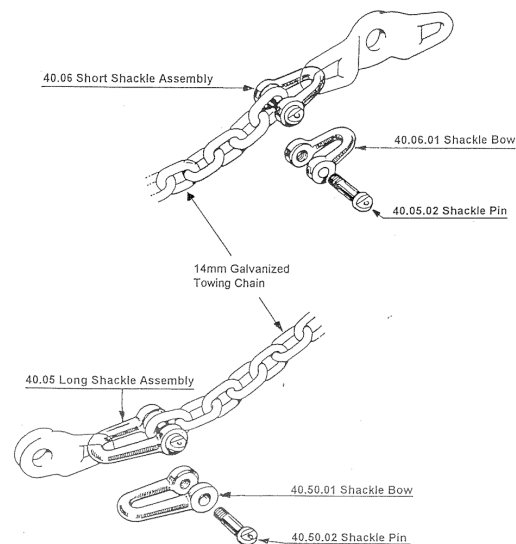 40.06 Short Shackle Assembly
40.06.01 Shackle Bow
40.05.02 Shackle Pin
14mm Galvanized
Towing Chain
40.05 Long Shackle Assembly
40.50.01 Shackle Bow
40.50.02 Shackle Pin